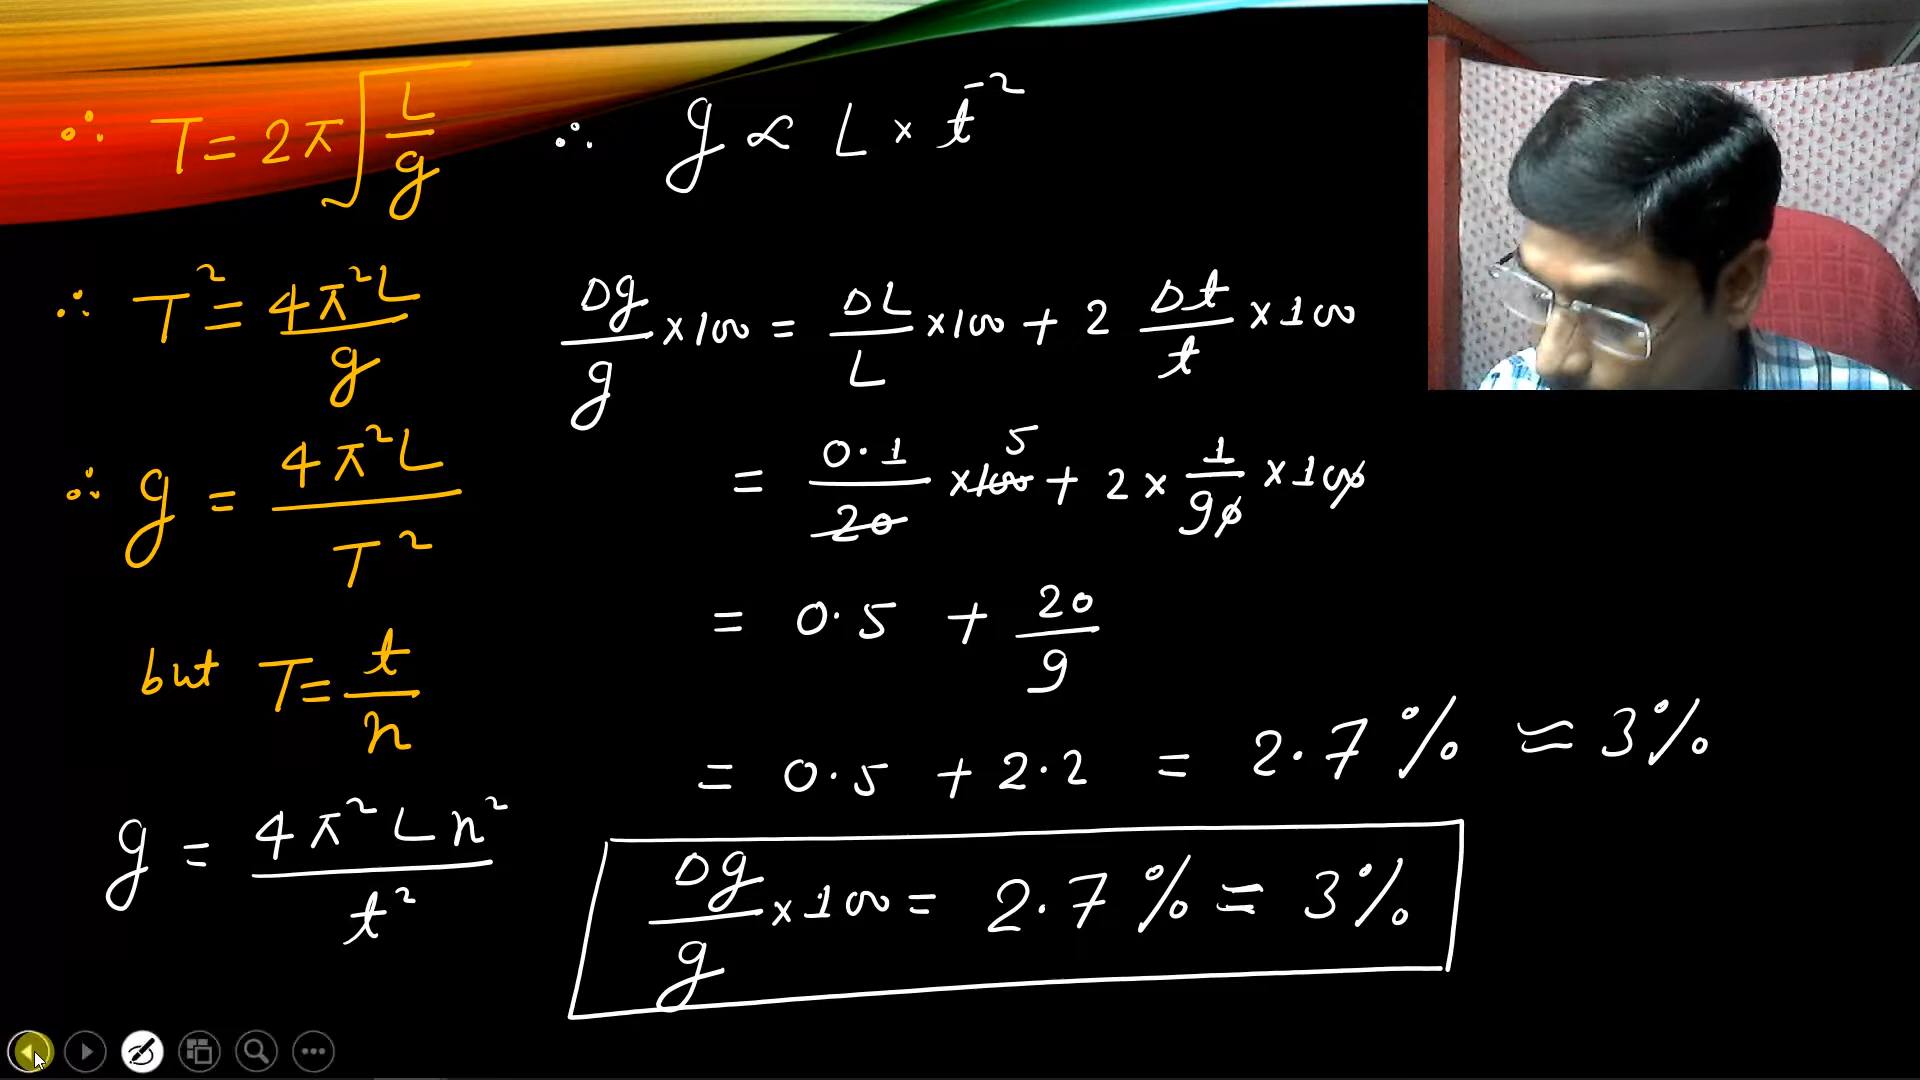 ∴ T = 2π√(L/g)
∴ T² = 4π²L/g
∴ g = 4π²L/T²
but T = t/n
g = 4π²Ln²/t²
∴ g ∝ L × t⁻²
Δg/g × 100 = ΔL/L × 100 + 2 Δt/t × 100
= 0.1/20 × 100 5 + 2 × 1/90 × 100
= 0.5 + 20/9
= 0.5 + 2.2 = 2.7% ≈ 3%
Δg/g × 100 = 2.7% ≈ 3%